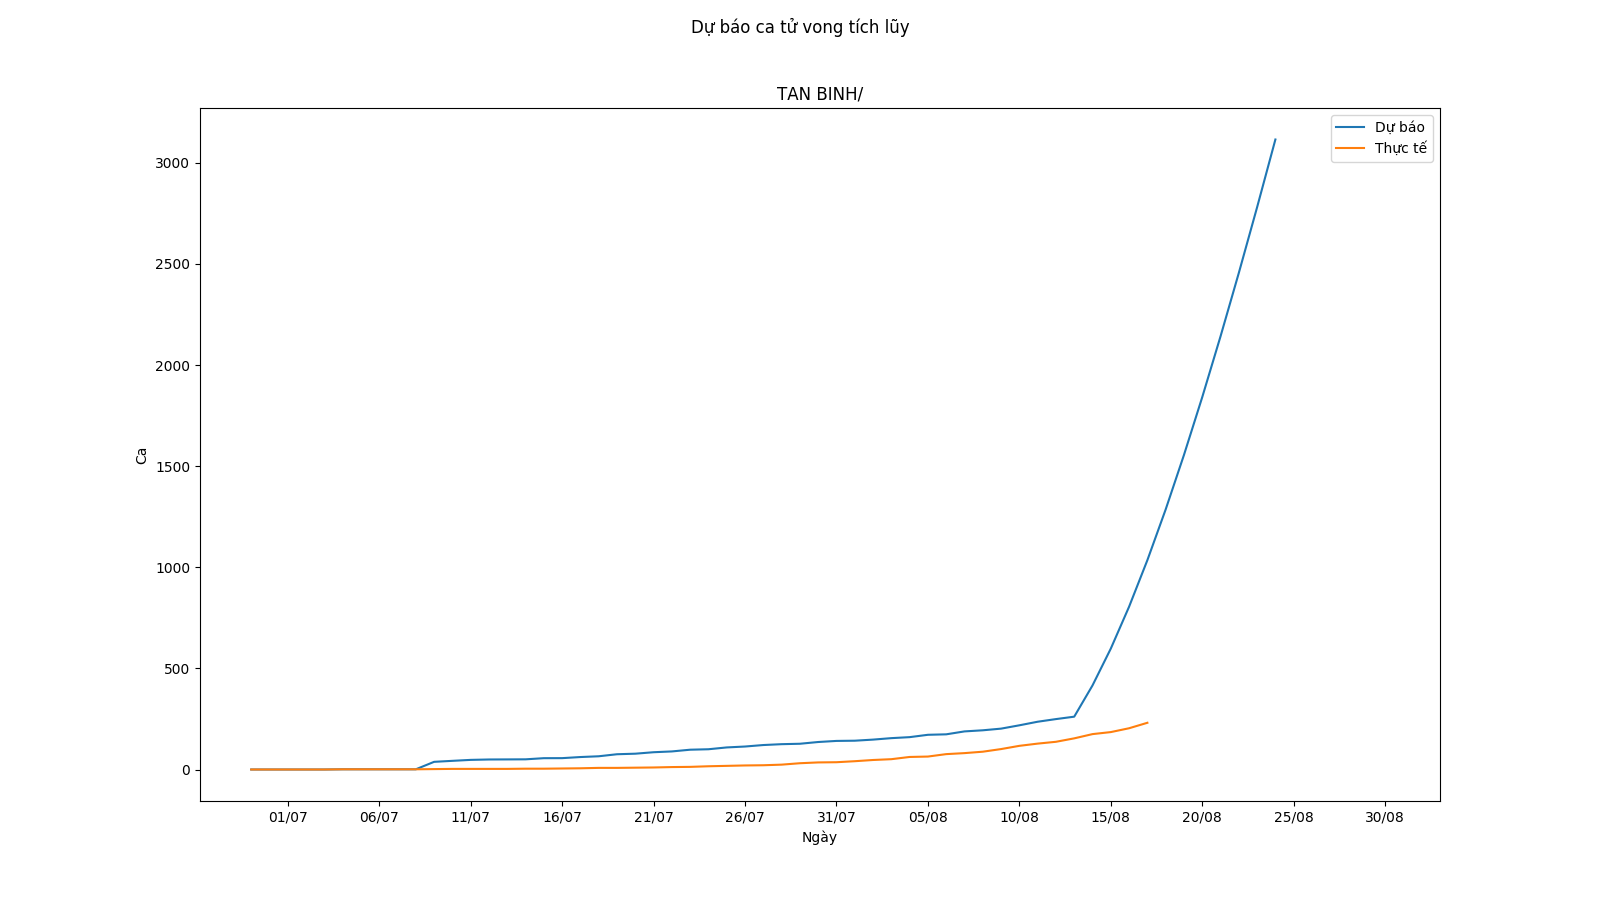 Dự báo ca tử vong tích lũy
TAN BINH/
Dự báo
Thực tế
3000
2500
2000
1500
1000
500
0
Ca
01/07 06/07 11/07 16/07 21/07 26/07 31/07 05/08 10/08 15/08 20/08 25/08 30/08
Ngày